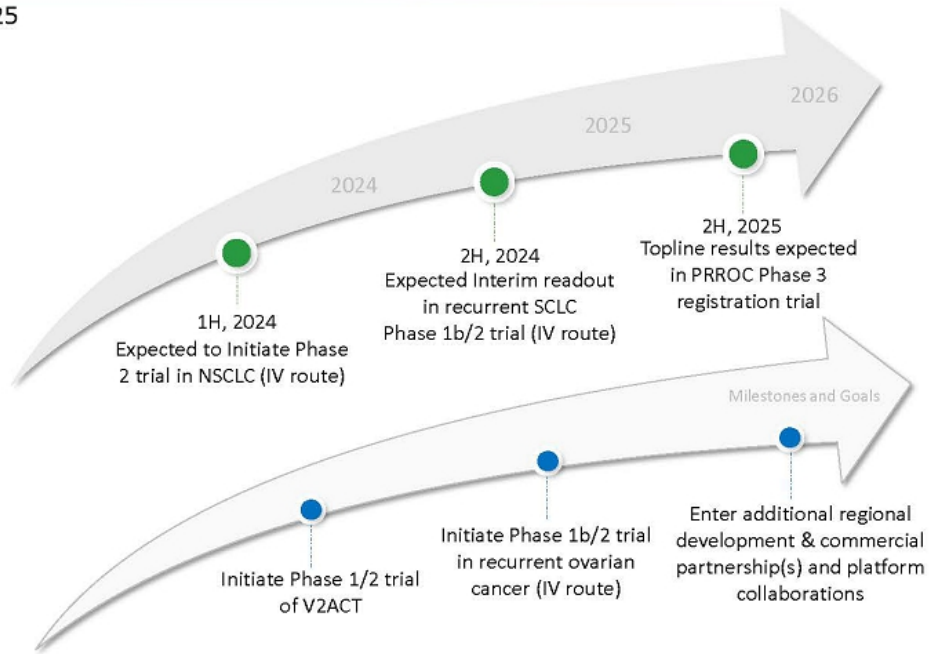 25
2024
2025
2026
1H, 2024
Expected to Initiate Phase
2 trial in NSCLC (IV route)
2H, 2024
Expected Interim readout
in recurrent SCLC
Phase 1b/2 trial (IV route)
2H, 2025
Topline results expected
in PRROC Phase 3
registration trial
Milestones and Goals
Initiate Phase 1/2 trial
of V2ACT
Initiate Phase 1b/2 trial
in recurrent ovarian
cancer (IV route)
Enter additional regional
development & commercial
partnership(s) and platform
collaborations